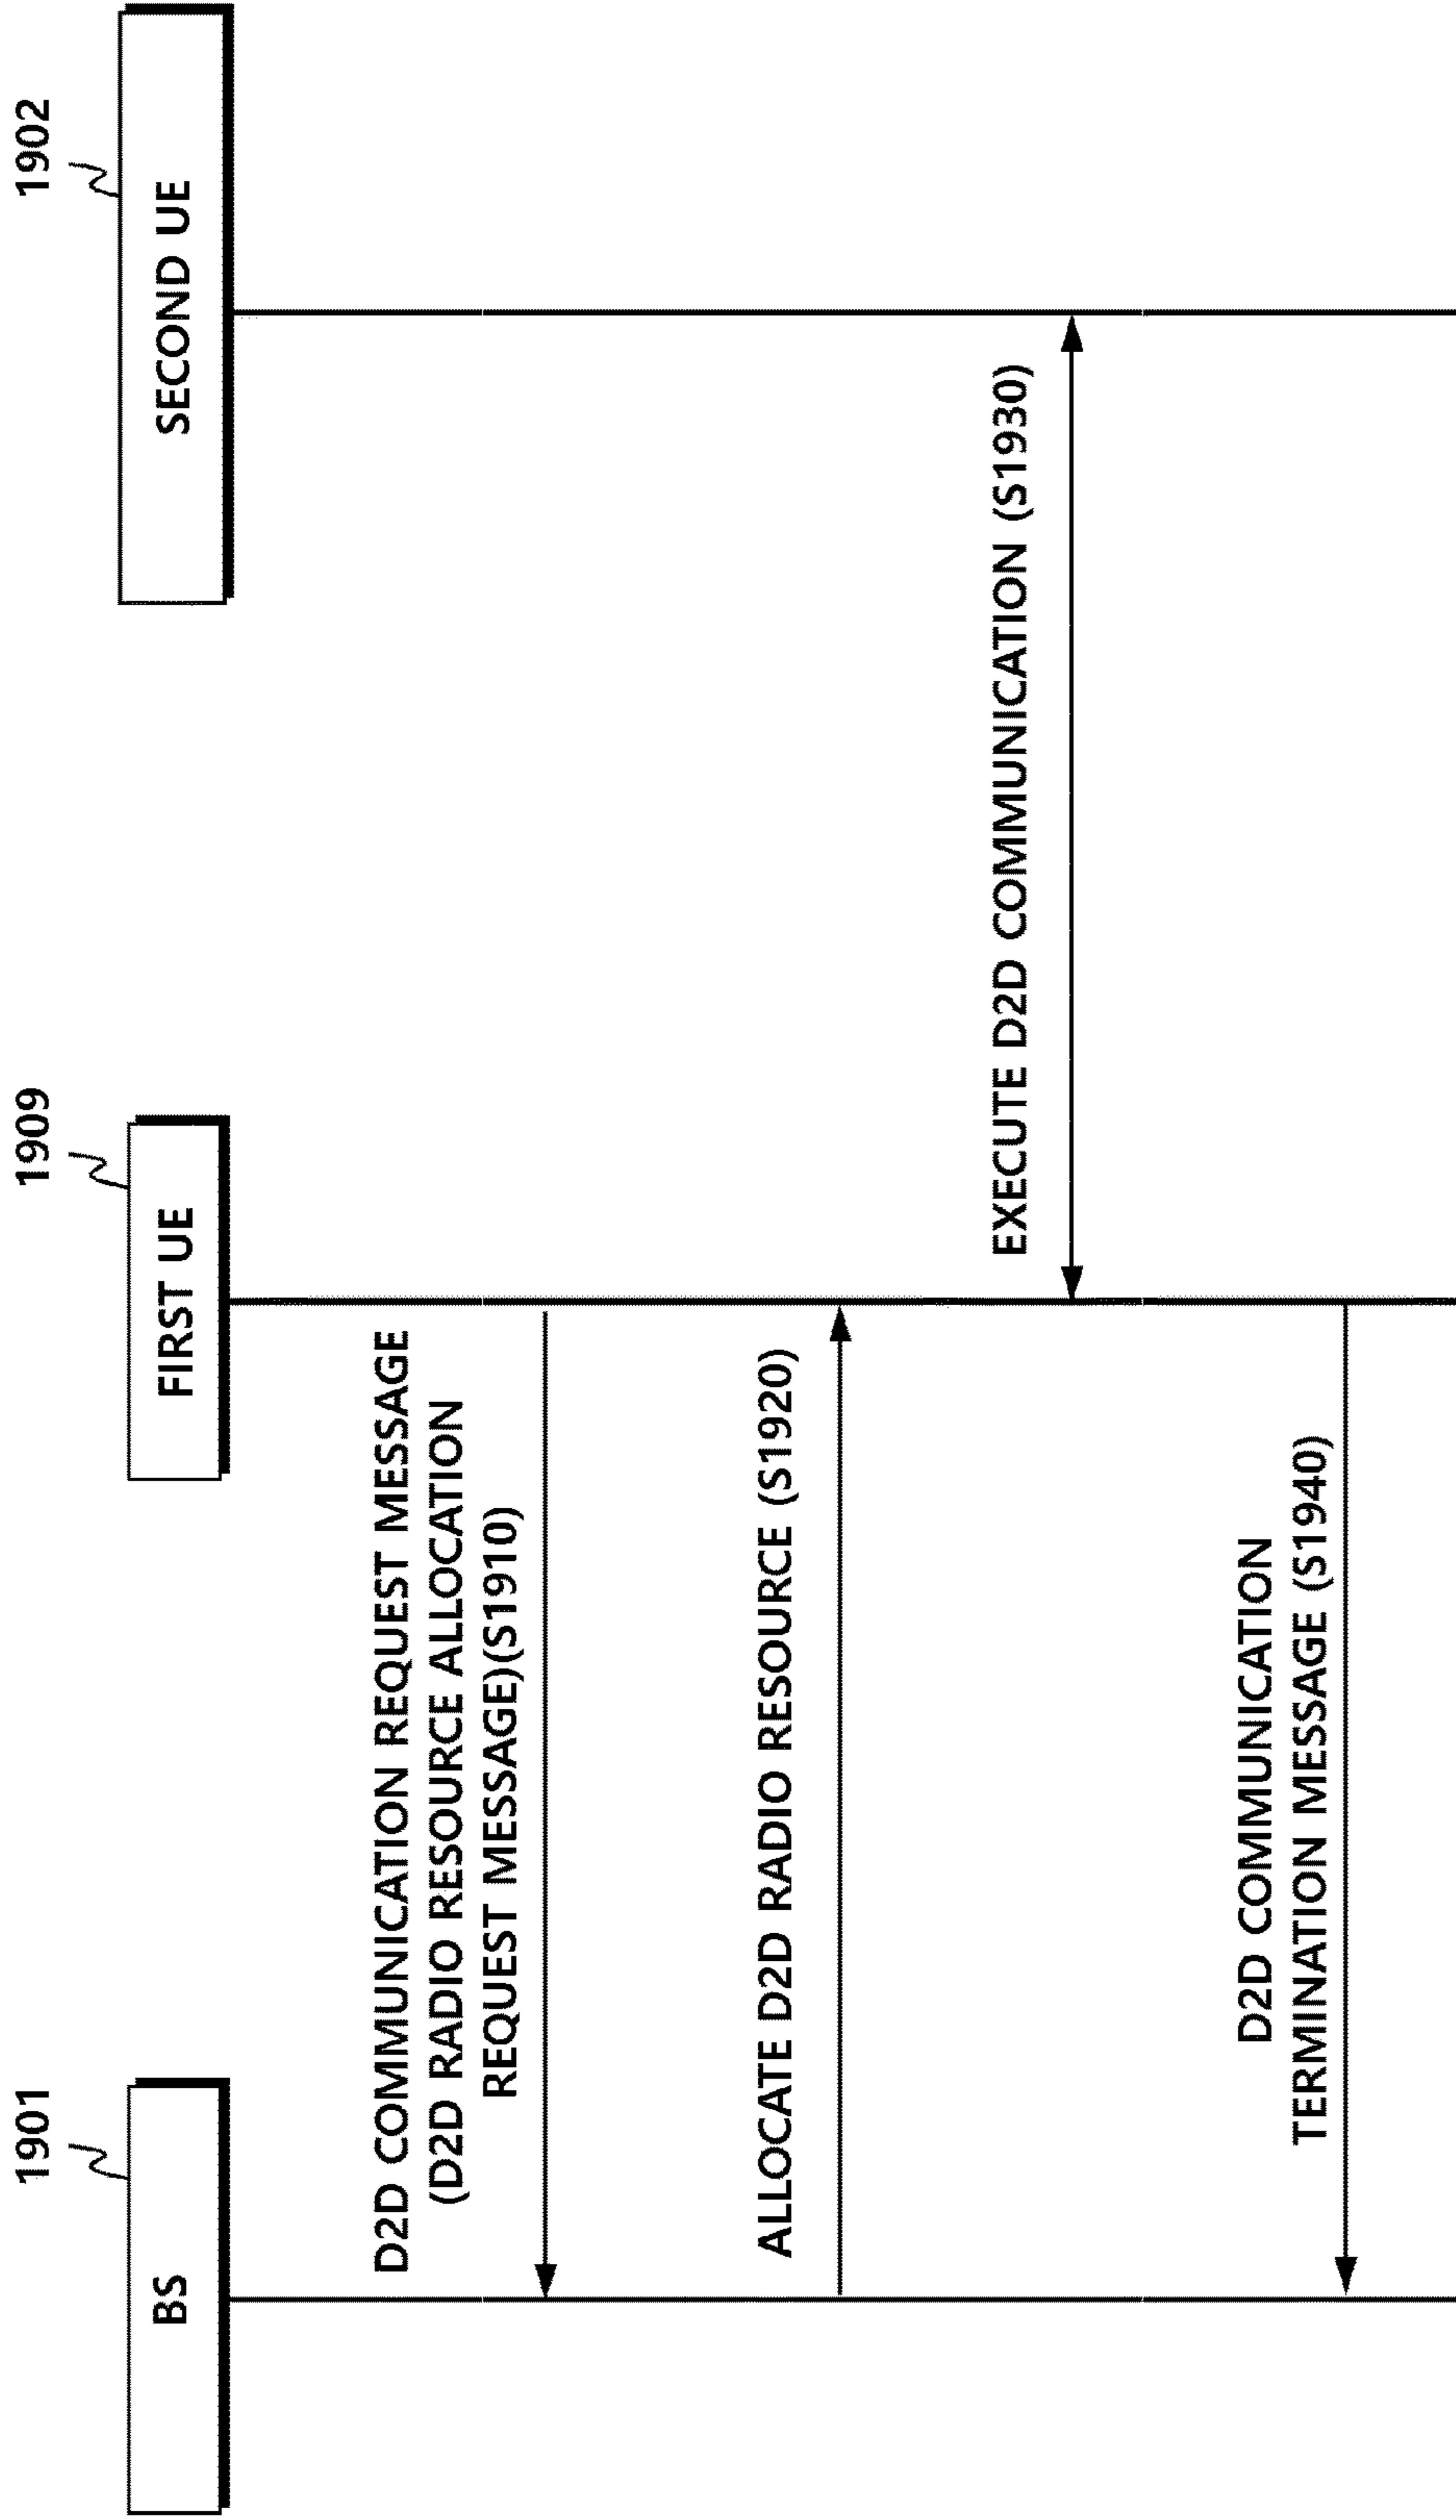 1901
1909
1902
BS
FIRST UE
SECOND UE
D2D COMMUNICATION REQUEST MESSAGE
(D2D RADIO RESOURCE ALLOCATION
REQUEST MESSAGE)(S1910)
ALLOCATE D2D RADIO RESOURCE (S1920)
EXECUTE D2D COMMUNICATION (S1930)
D2D COMMUNICATION
TERMINATION MESSAGE (S1940)